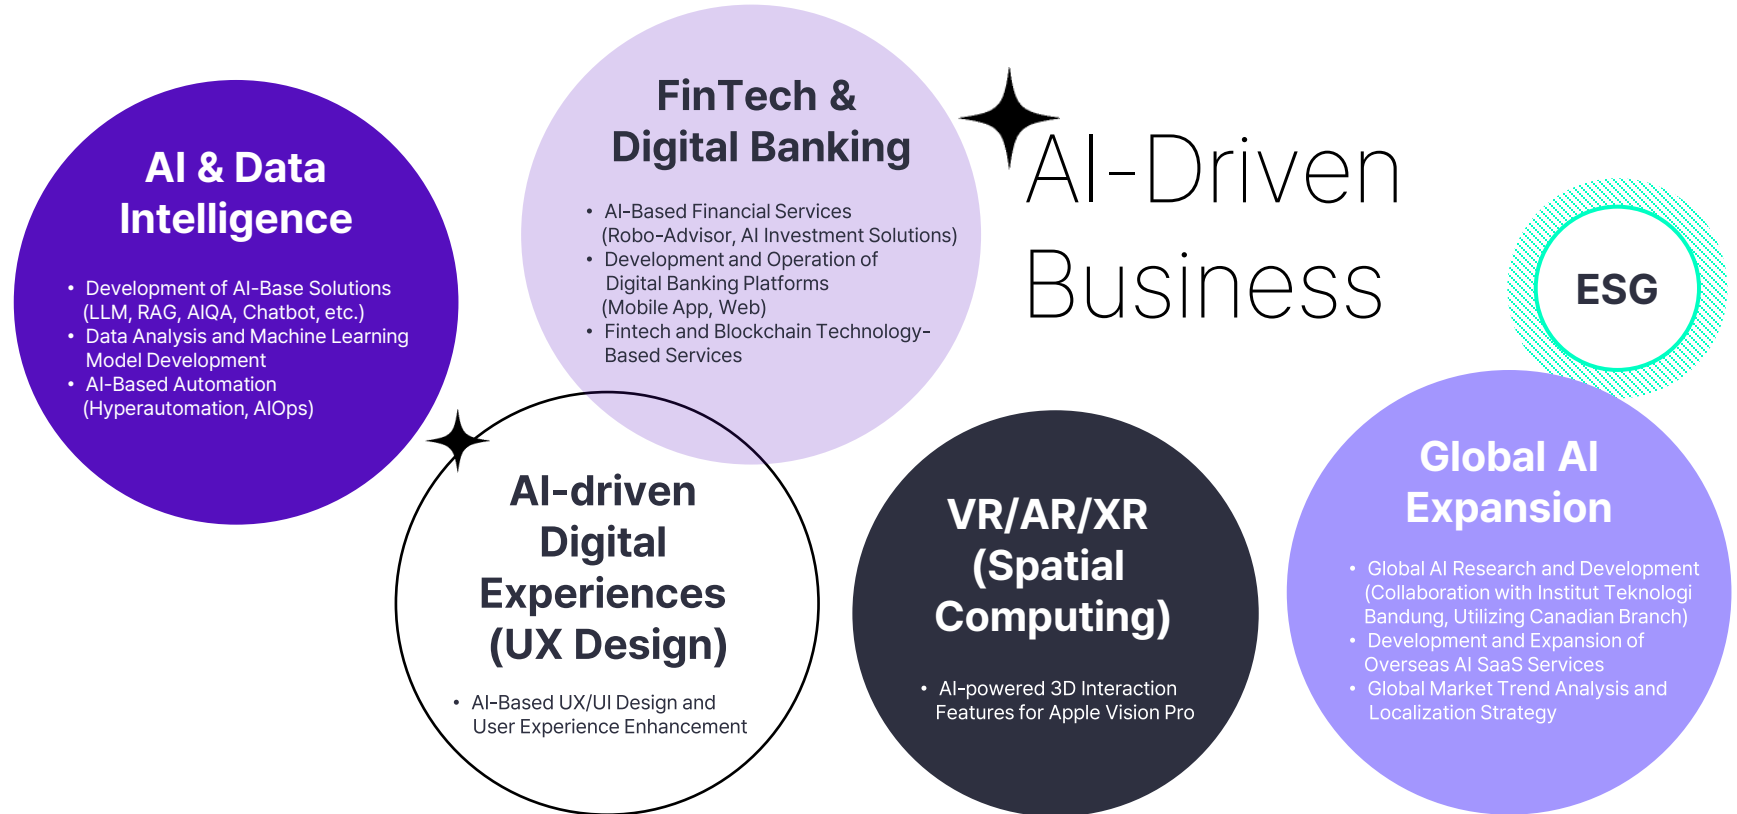 AI & Data
Intelligence
• Development of AI-Base Solutions
(LLM, RAG, AIQA, Chatbot, etc.)
• Data Analysis and Machine Learning
Model Development
• AI-Based Automation
(Hyperautomation, AIOps)
FinTech &
Digital Banking
• AI-Based Financial Services
(Robo-Advisor, AI Investment Solutions)
• Development and Operation of
Digital Banking Platforms
(Mobile App, Web)
• Fintech and Blockchain Technology-
Based Services
AI-Driven
Business
ESG
AI-driven
Digital
Experiences
(UX Design)
• AI-Based UX/UI Design and
User Experience Enhancement
VR/AR/XR
(Spatial
Computing)
• AI-powered 3D Interaction
Features for Apple Vision Pro
Global AI
Expansion
• Global AI Research and Development
(Collaboration with Institut Teknologi
Bandung, Utilizing Canadian Branch)
• Development and Expansion of
Overseas AI SaaS Services
• Global Market Trend Analysis and
Localization Strategy